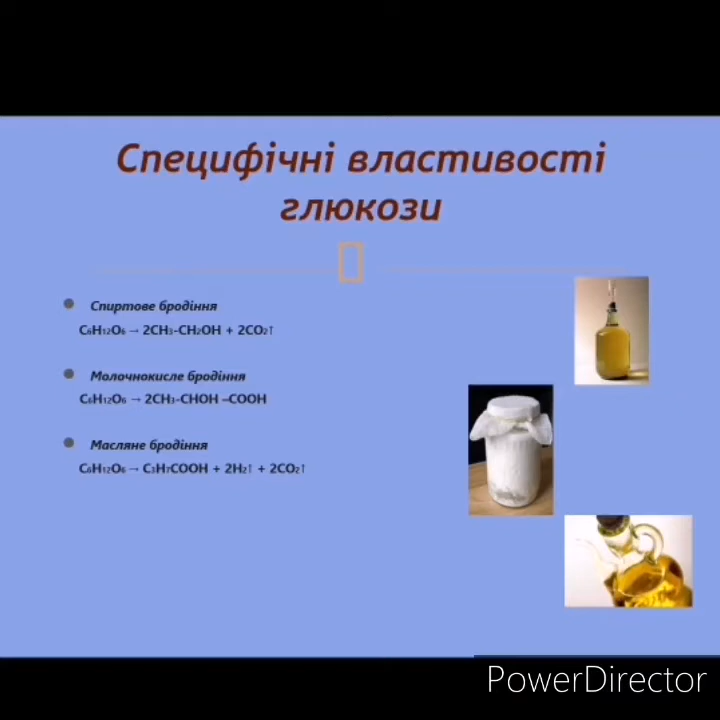 Специфічні властивості
глюкози
Спиртове бродіння
C₆H₁₂O₆ → 2CH₃-CH₂OH + 2CO₂↑
Молочнокисле бродіння
C₆H₁₂O₆ → 2CH₃-CHOH –COOH
Масляне бродіння
C₆H₁₂O₆ → C₃H₇COOH + 2H₂↑ + 2CO₂↑
PowerDirector